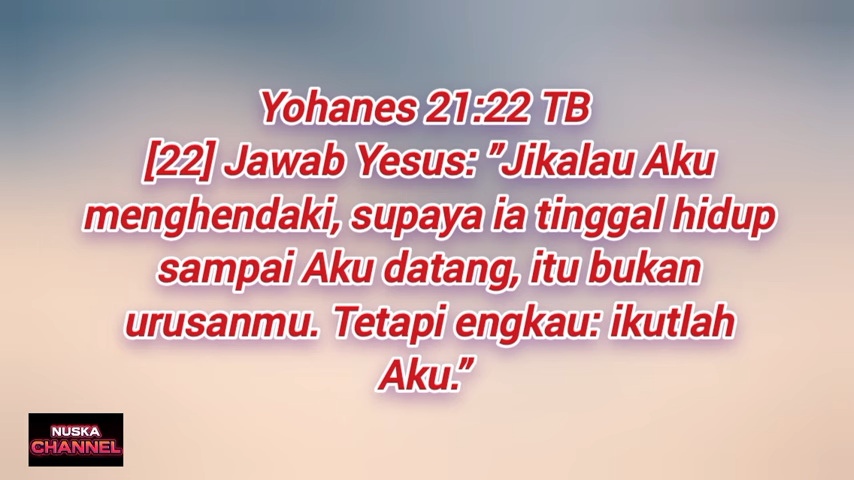 Yohanes 21:22 TB
[22] Jawab Yesus: "Jikalau Aku
menghendaki, supaya ia tinggal hidup
sampai Aku datang, itu bukan
urusanmu. Tetapi engkau: ikutlah
Aku."
NUSKA
CHANNEL